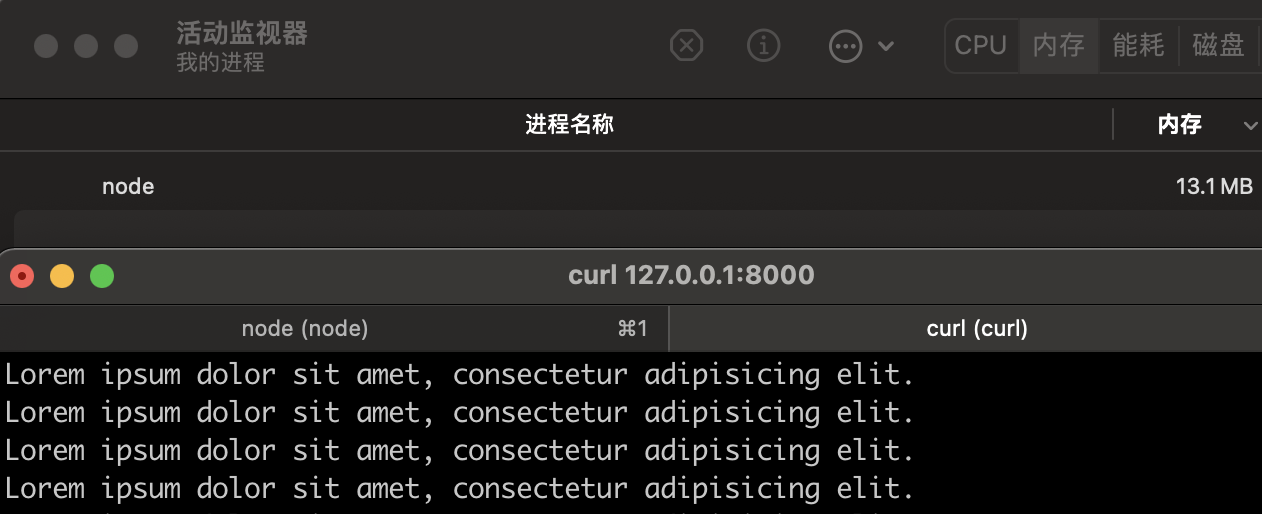 活动监视器
我的进程
CPU 内存 能耗 磁盘
进程名称 内存
node 13.1 MB
curl 127.0.0.1:8000
node (node) ⌘1 curl (curl)
Lorem ipsum dolor sit amet, consectetur adipisicing elit.
Lorem ipsum dolor sit amet, consectetur adipisicing elit.
Lorem ipsum dolor sit amet, consectetur adipisicing elit.
Lorem ipsum dolor sit amet, consectetur adipisicing elit.